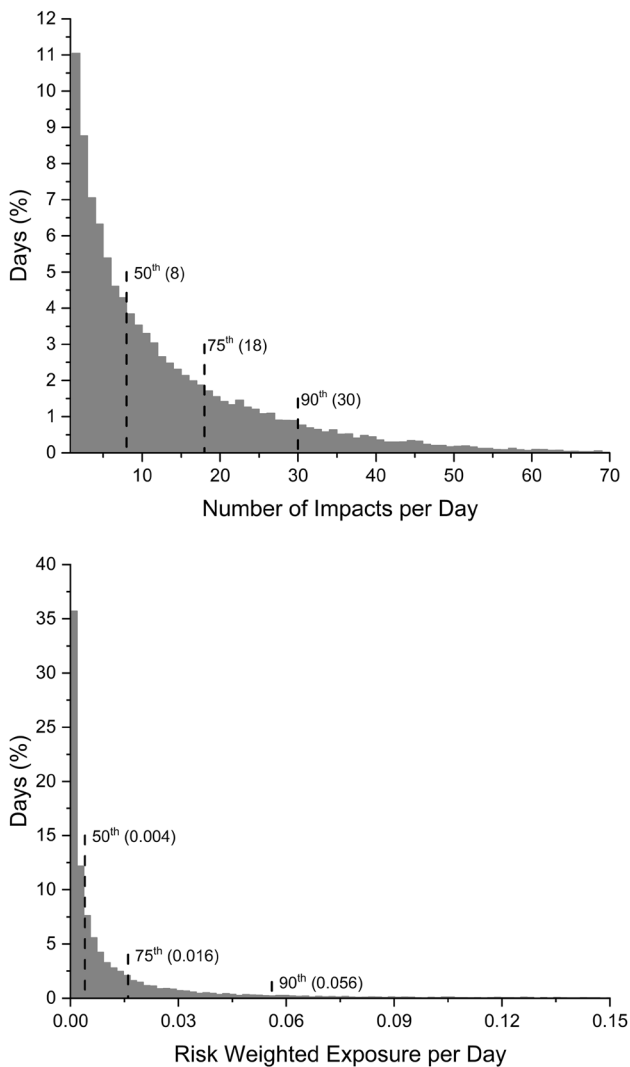 12
11
10
9
8
7
6
5
4
3
2
1
0
Days (%)
50th (8)
75th (18)
90th (30)
10 20 30 40 50 60 70
Number of Impacts per Day
40
35
30
25
20
15
10
5
0
Days (%)
50th (0.004)
75th (0.016)
90th (0.056)
0.00 0.03 0.06 0.09 0.12 0.15
Risk Weighted Exposure per Day